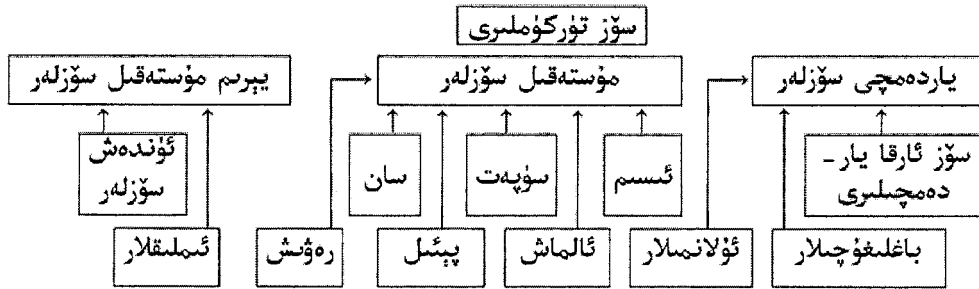 سۆز تۈركۈملىرى
ياردەمچى سۆزلەر
مۇستەقىل سۆزلەر
يېرىم مۇستەقىل سۆزلەر
سۆز ئارقا يار-
دەمچىلىرى
ئىسىم
سۈپەت
سان
ئۈندەش
سۆزلەر
باغلىغۇچىلار
ئۇلانمىلار
ئالماش
پېئىل
رەۋىش
ئىملىقلار